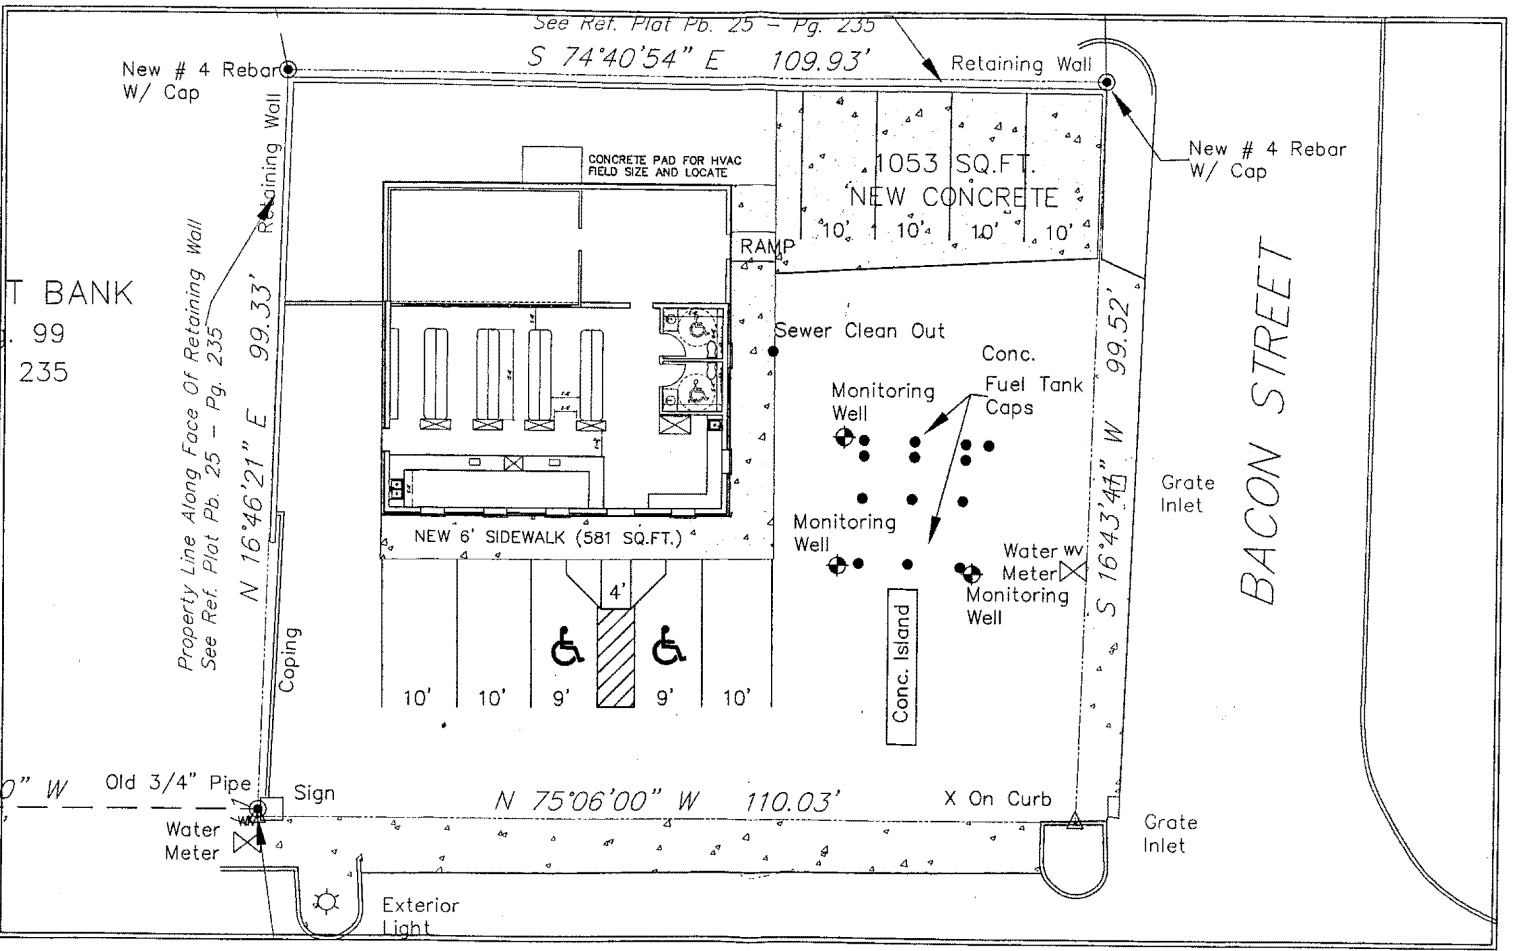 See Ref. Plat Pb. 25 - Pg. 235
S 74°40'54" E 109.93'
Retaining Wall
New # 4 Rebar
W/ Cap
Retaining Wall
New # 4 Rebar
W/ Cap
CONCRETE PAD FOR HVAC
FIELD SIZE AND LOCATE
1053 SQ.FT.
NEW CONCRETE
10' 10' 10' 10'
RAMP
Property Line Along Face Of Retaining Wall
See Ref. Plat Pb. 25 - Pg. 235
N 16°46'21" E 99.33'
T BANK
. 99
235
Sewer Clean Out
Conc.
Fuel Tank
Caps
Monitoring
Well
S 16°43'41" W 99.52'
BACON STREET
Grate
Inlet
Monitoring
Well
Water
Meter
WV
Monitoring
Well
NEW 6' SIDEWALK (581 SQ.FT.)
4'
Coping
Conc. Island
10' 10' 9' 9' 10'
0" W
Old 3/4" Pipe
Sign
N 75°06'00" W 110.03'
X On Curb
WV
Water
Meter
Grate
Inlet
Exterior
Light